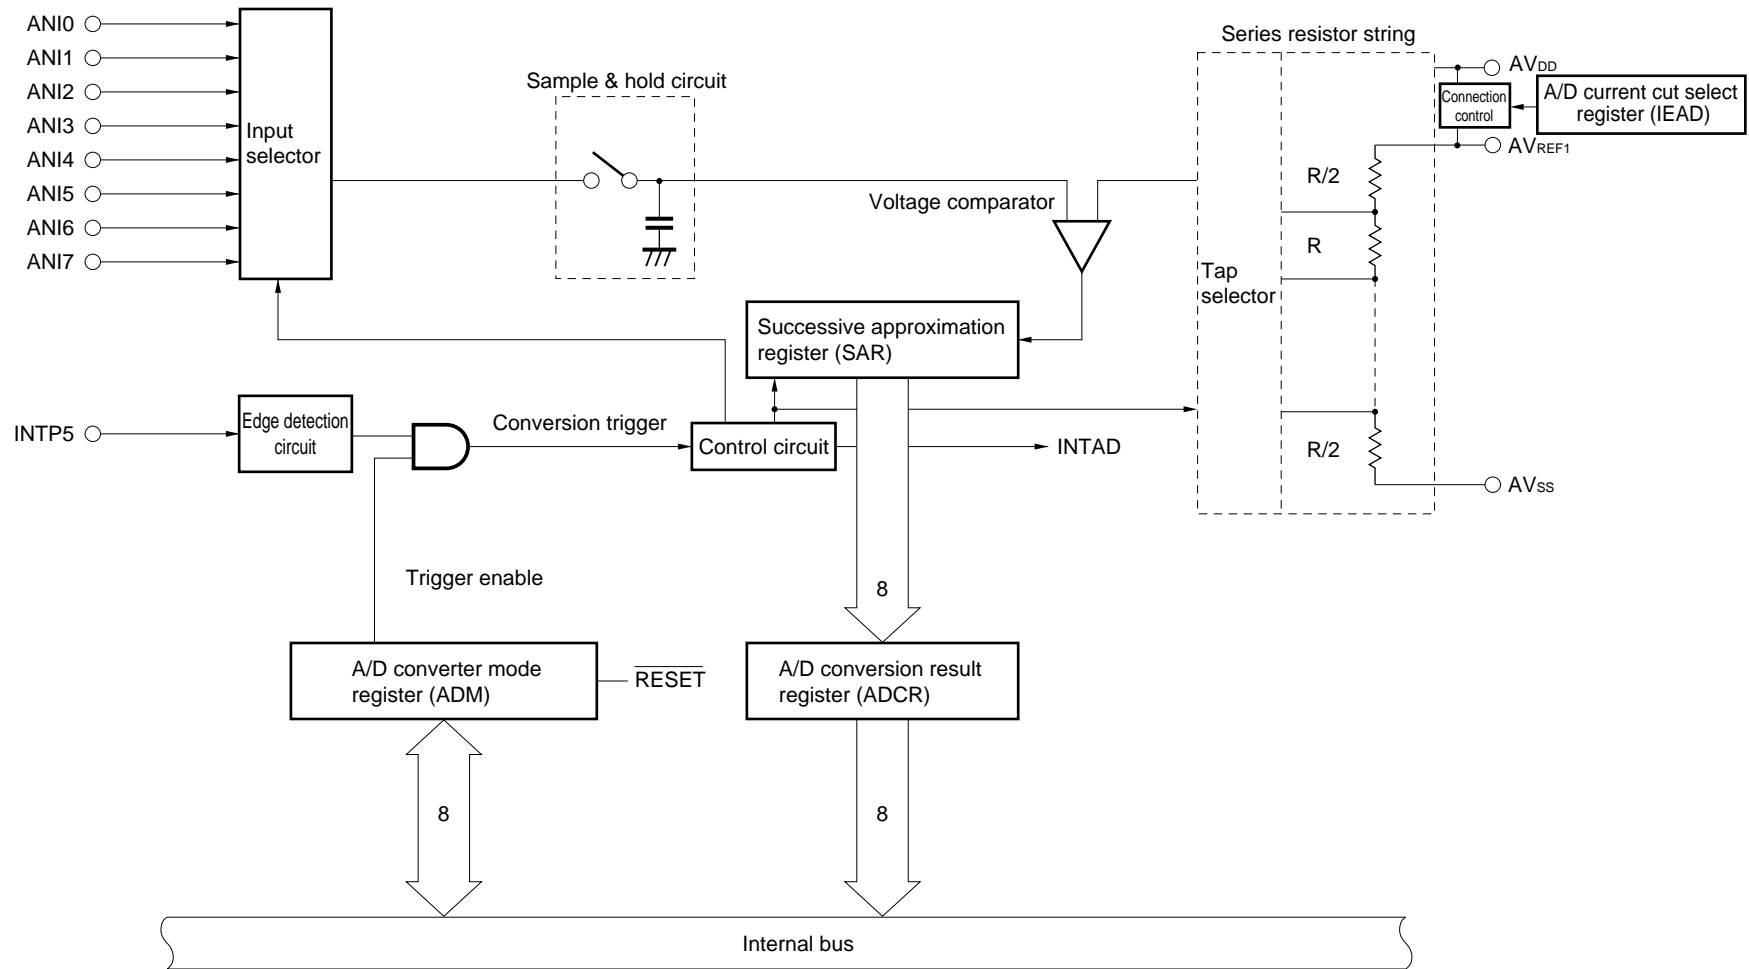 ANI0
ANI1
ANI2
ANI3
ANI4
ANI5
ANI6
ANI7
Input
selector
Sample & hold circuit
Voltage comparator
Series resistor string
AVDD
Connection
control
A/D current cut select
register (IEAD)
AVREF1
R/2
R
Tap
selector
R/2
AVSS
Successive approximation
register (SAR)
INTP5
Edge detection
circuit
Conversion trigger
Control circuit
INTAD
Trigger enable
8
A/D converter mode
register (ADM)
RESET
A/D conversion result
register (ADCR)
8
8
Internal bus